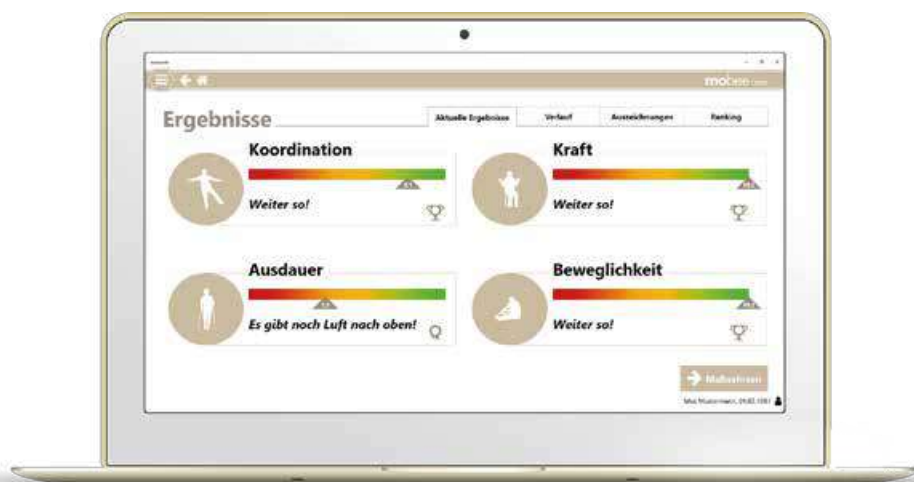 mobee
Ergebnisse
Aktuelle Ergebnisse
Verlauf
Auszeichnungen
Ranking
Koordination
Weiter so!
Kraft
Weiter so!
Ausdauer
Es gibt noch Luft nach oben!
Beweglichkeit
Weiter so!
Maßnahmen